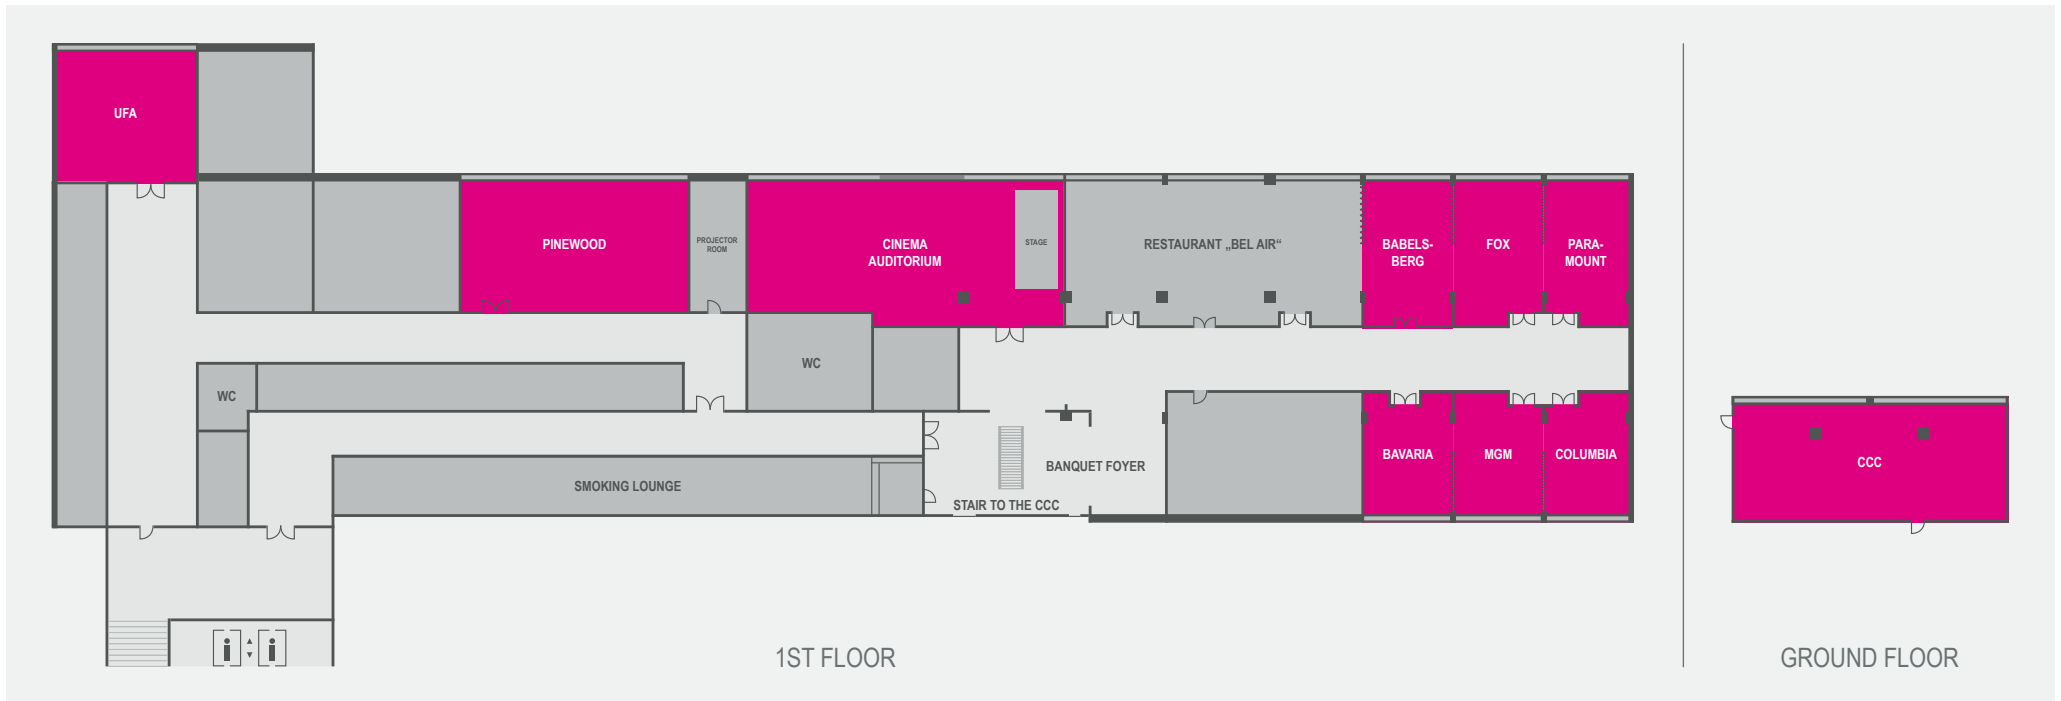 UFA
PINEWOOD
PROJECTOR
ROOM
CINEMA
AUDITORIUM
STAGE
RESTAURANT „BEL AIR“
BABELS-
BERG
FOX
PARA-
MOUNT
WC
WC
SMOKING LOUNGE
BANQUET FOYER
STAIR TO THE CCC
BAVARIA
MGM
COLUMBIA
CCC
1ST FLOOR
GROUND FLOOR